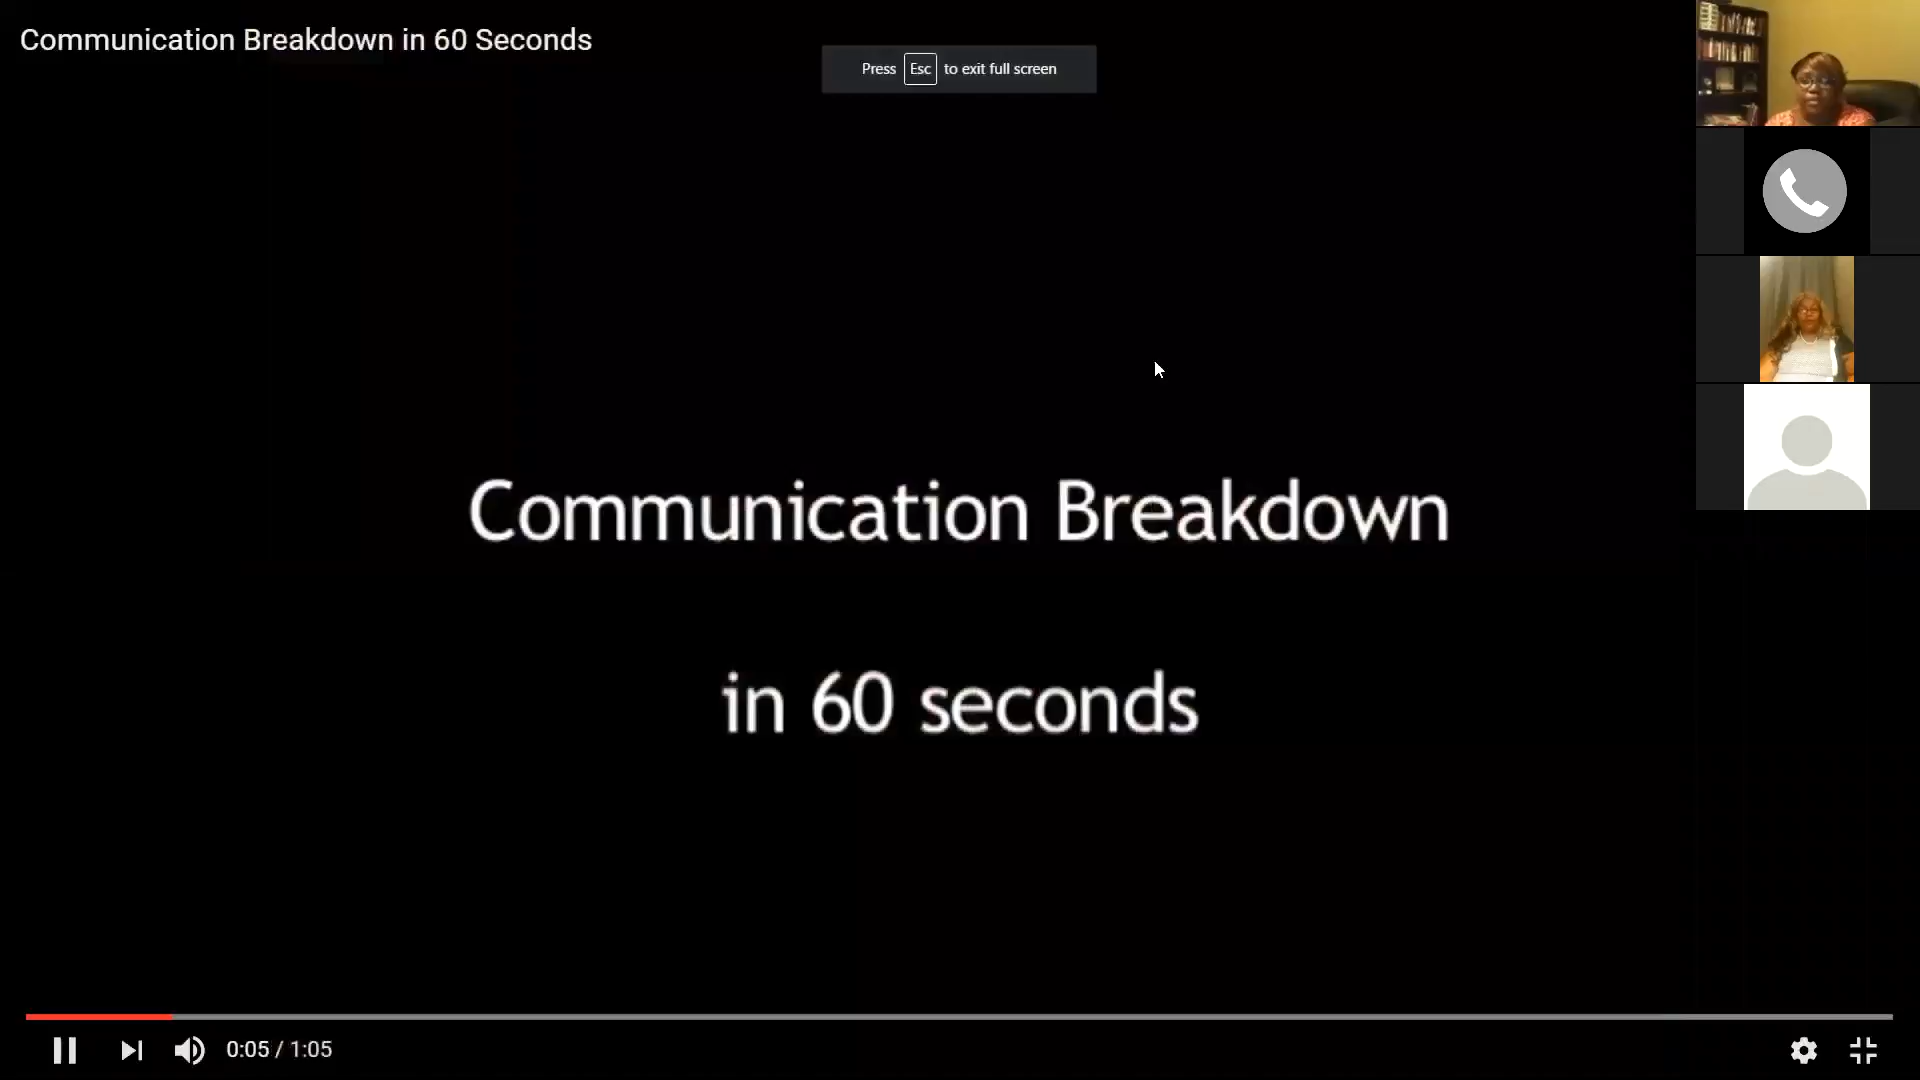 Communication Breakdown in 60 Seconds
Press Esc to exit full screen
Communication Breakdown
in 60 seconds
0:05 / 1:05